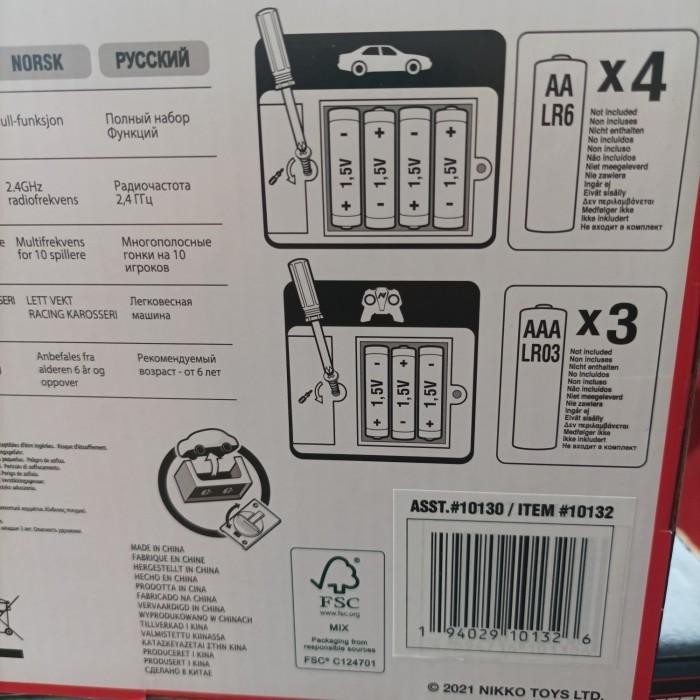 NORSK
РУССКИЙ
ull-funksjon
Полный набор
Функций
2.4GHz
radiofrekvens
Радиочастота
2,4 ГГц
e
Multifrekvens
for 10 spillere
Многополосные
гонки на 10
игроков
SERI
LETT VEKT
RACING KAROSSERI
Легковесная
машина
Anbefales fra
alderen 6 år og
oppover
Рекомендуемый
возраст - от 6 лет
- 1,5V +
+ 1,5V -
- 1,5V +
+ 1,5V -
AA
LR6
X4
Not included
Non incluses
Nicht enthalten
No incluidos
Non incluso
Não incluídos
Niet meegeleverd
Nie zawiera
Ingår ej
Eivät sisälly
Δεν περιλαμβάνεται
Medfølger ikke
Ikke inkludert
Не входит в комплект
- 1,5V +
+ 1,5V -
- 1,5V +
AAA
LR03
X3
Not included
Non incluses
Nicht enthalten
No incluidos
Non incluso
Não incluídos
Niet meegeleverd
Nie zawiera
Ingår ej
Eivät sisälly
Δεν περιλαμβάνεται
Medfølger ikke
Ikke inkludert
Не входит в комплект
MADE IN CHINA
FABRIQUE EN CHINE
HERGESTELLT IN CHINA
HECHO EN CHINA
PRODOTTA IN CINA
FABRICADO NA CHINA
VERVAARDIGD IN CHINA
WYPRODUKOWANO W CHINACH
TILLVERKAD I KINA
VALMISTETTU KIINASSA
ΚΑΤΑΣΚΕΥΑΖΕΤΑΙ ΣΤΗΝ ΚΙΝΑ
PRODUCERET I KINA
PRODUSERT I KINA
СДЕЛАНО В КИТАЕ
FSC
www.fsc.org
MIX
Packaging from
responsible sources
FSC® C124701
ASST.#10130 / ITEM #10132
1 94029 10132 6
© 2021 NIKKO TOYS LTD.